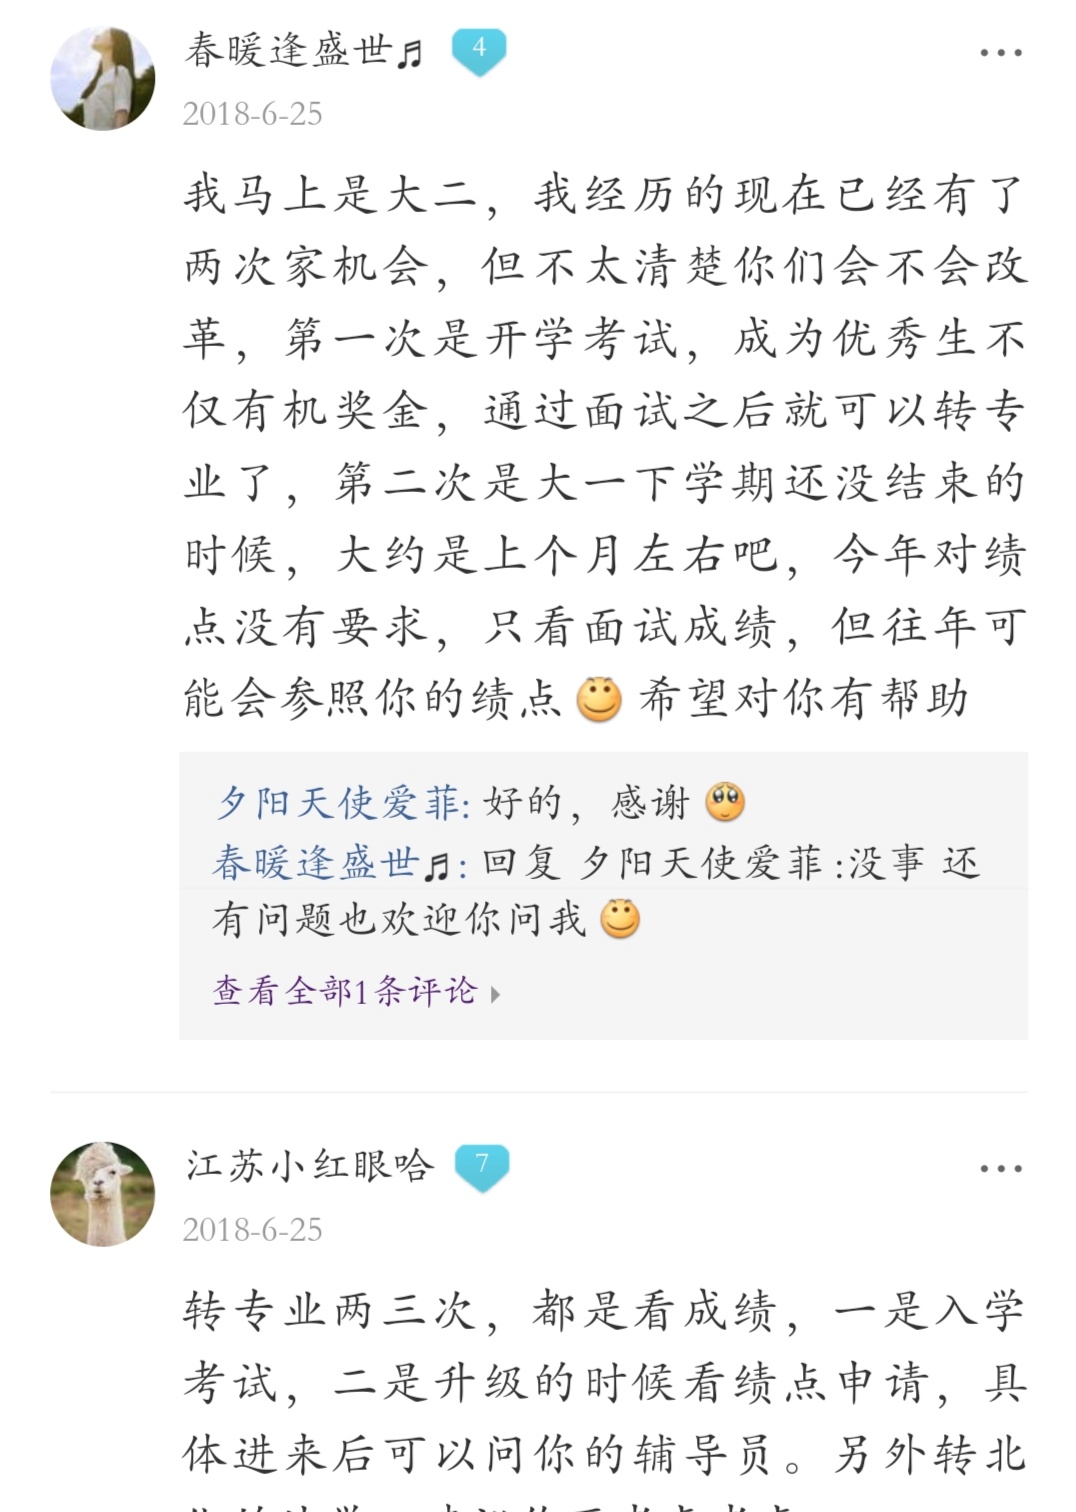 春暖逢盛世♬ 4
2018-6-25
我马上是大二，我经历的现在已经有了
两次家机会，但不太清楚你们会不会改
革，第一次是开学考试，成为优秀生不
仅有机奖金，通过面试之后就可以转专
业了，第二次是大一下学期还没结束的
时候，大约是上个月左右吧，今年对绩
点没有要求，只看面试成绩，但往年可
能会参照你的绩点 希望对你有帮助
夕阳天使爱菲: 好的，感谢
春暖逢盛世♬: 回复 夕阳天使爱菲 :没事 还
有问题也欢迎你问我
查看全部1条评论
江苏小红眼哈 7
2018-6-25
转专业两三次，都是看成绩，一是入学
考试，二是升级的时候看绩点申请，具
体进来后可以问你的辅导员。另外转北